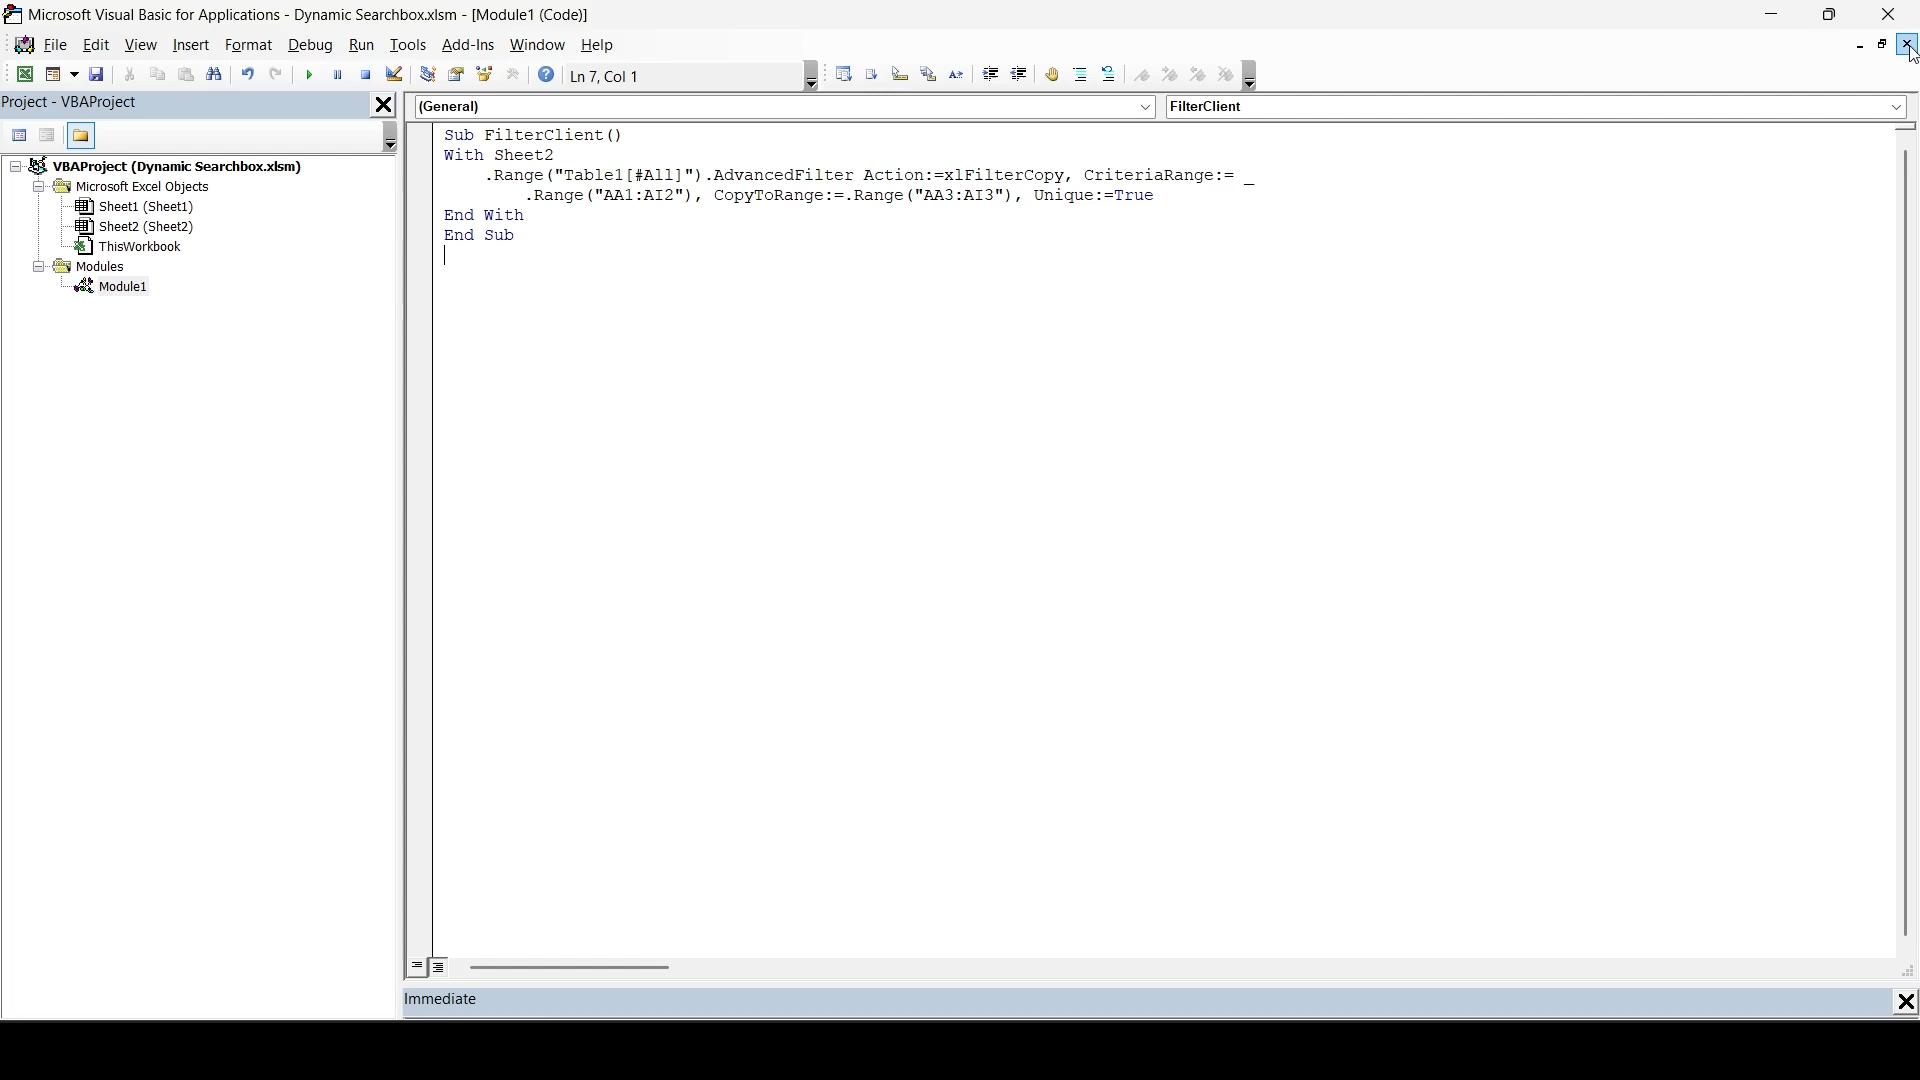 Microsoft Visual Basic for Applications - Dynamic Searchbox.xlsm - [Module1 (Code)]
File Edit View Insert Format Debug Run Tools Add-Ins Window Help
Ln 7, Col 1
Project - VBAProject
(General)
FilterClient
VBAProject (Dynamic Searchbox.xlsm)
Microsoft Excel Objects
Sheet1 (Sheet1)
Sheet2 (Sheet2)
ThisWorkbook
Modules
Module1
Sub FilterClient()
With Sheet2
.Range("Table1[#All]").AdvancedFilter Action:=xlFilterCopy, CriteriaRange:= _
.Range("AA1:AI2"), CopyToRange:=.Range("AA3:AI3"), Unique:=True
End With
End Sub
Immediate